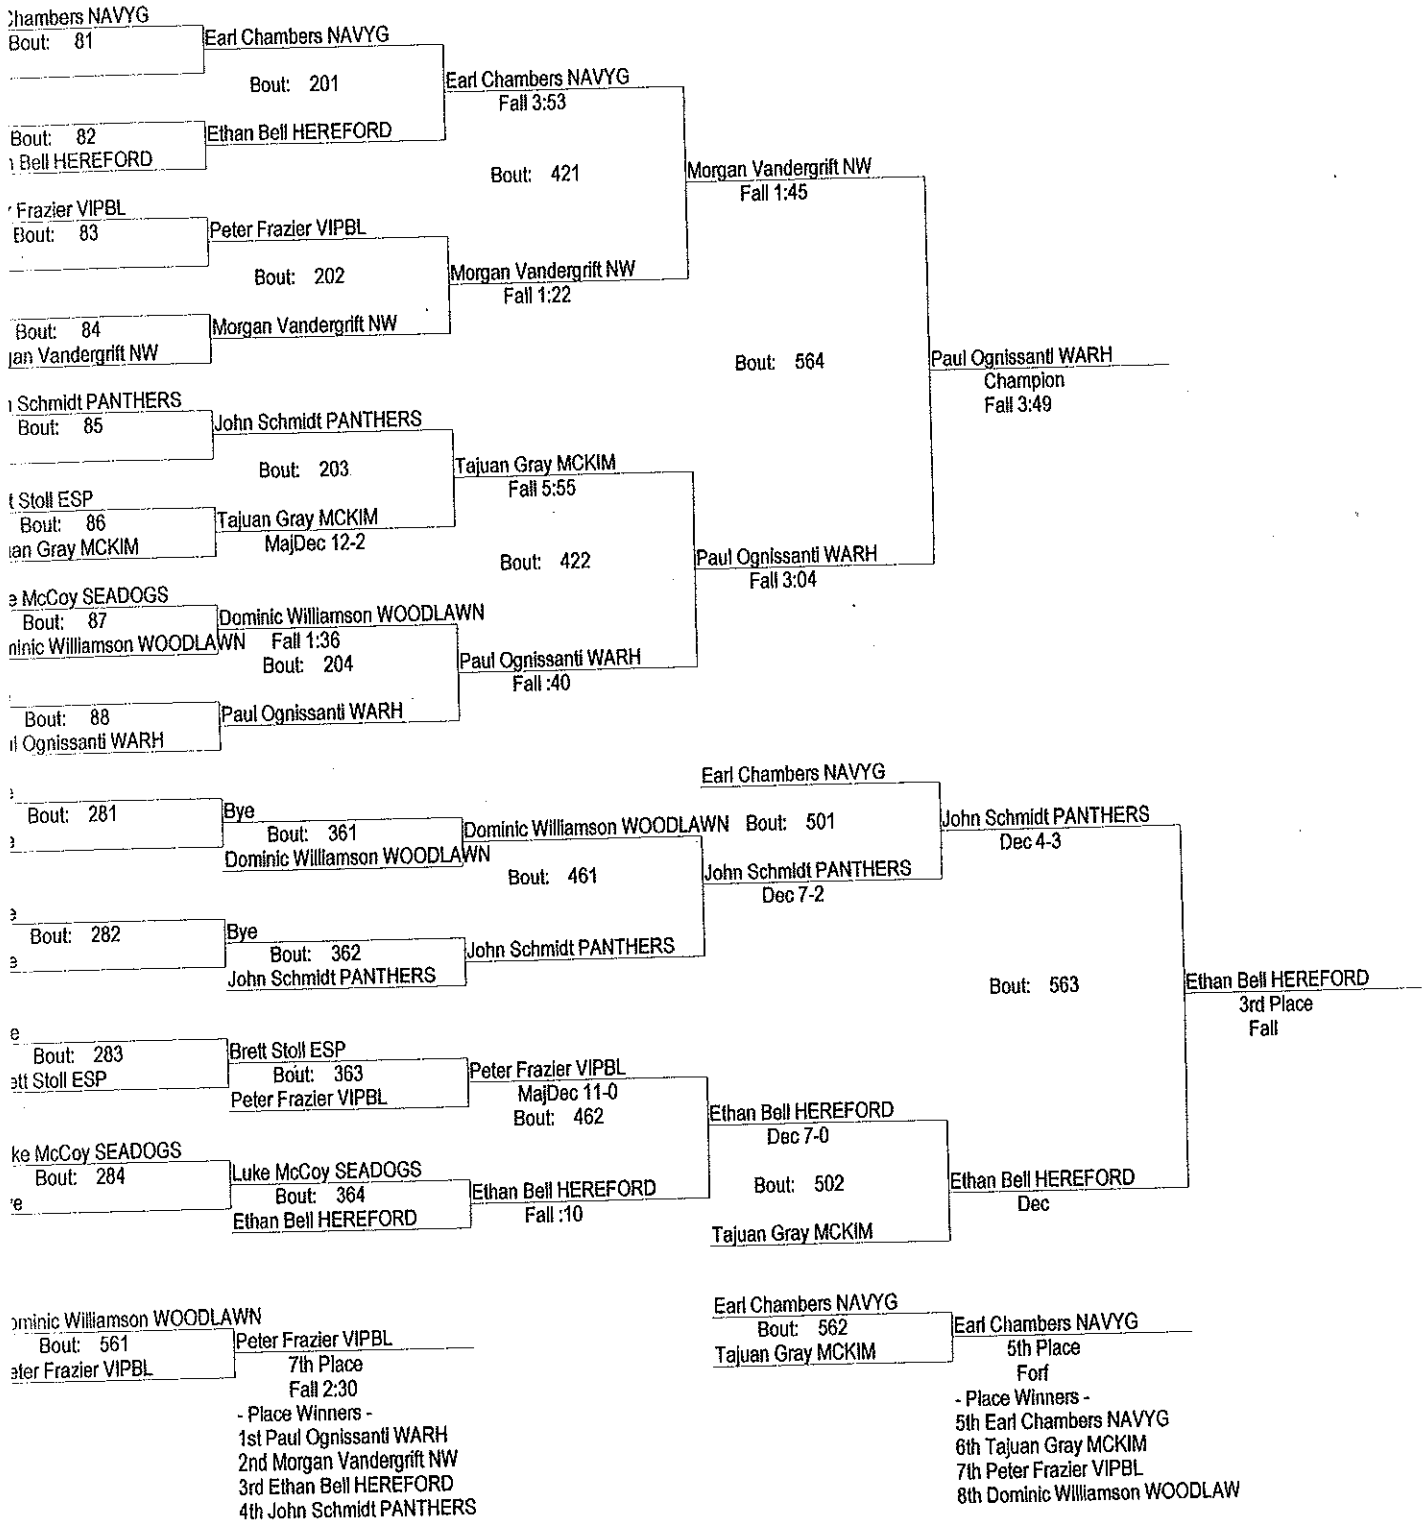 Chambers NAVYG
Bout: 81
Earl Chambers NAVYG
Bout: 201
Earl Chambers NAVYG
Fall 3:53
Bout: 82
Bell HEREFORD
Ethan Bell HEREFORD
Bout: 421
Morgan Vandergrift NW
Fall 1:45
Frazier VIPBL
Bout: 83
Peter Frazier VIPBL
Bout: 202
Morgan Vandergrift NW
Fall 1:22
Bout: 84
gan Vandergrift NW
Morgan Vandergrift NW
Bout: 564
Paul Ognissanti WARH
Champion
Fall 3:49
Schmidt PANTHERS
Bout: 85
John Schmidt PANTHERS
Bout: 203
Tajuan Gray MCKIM
Fall 5:55
tt Stoll ESP
Bout: 86
uan Gray MCKIM
Tajuan Gray MCKIM
MajDec 12-2
Bout: 422
Paul Ognissanti WARH
Fall 3:04
e McCoy SEADOGS
Bout: 87
minic Williamson WOODLAWN
Dominic Williamson WOODLAWN
Fall 1:36
Bout: 204
Paul Ognissanti WARH
Fall :40
Bout: 88
ul Ognissanti WARH
Paul Ognissanti WARH
Earl Chambers NAVYG
e
Bout: 281
e
Bye
Bout: 361
Dominic Williamson WOODLAWN
Dominic Williamson WOODLAWN
Bout: 501
John Schmidt PANTHERS
Dec 4-3
Bout: 461
John Schmidt PANTHERS
Dec 7-2
e
Bout: 282
e
Bye
Bout: 362
John Schmidt PANTHERS
John Schmidt PANTHERS
Bout: 563
Ethan Bell HEREFORD
3rd Place
Fall
e
Bout: 283
ett Stoll ESP
Brett Stoll ESP
Bout: 363
Peter Frazier VIPBL
Peter Frazier VIPBL
MajDec 11-0
Bout: 462
Ethan Bell HEREFORD
Dec 7-0
ke McCoy SEADOGS
Bout: 284
ye
Luke McCoy SEADOGS
Bout: 364
Ethan Bell HEREFORD
Ethan Bell HEREFORD
Fall :10
Bout: 502
Ethan Bell HEREFORD
Dec
Tajuan Gray MCKIM
ominic Williamson WOODLAWN
Bout: 561
eter Frazier VIPBL
Peter Frazier VIPBL
7th Place
Fall 2:30
- Place Winners -
1st Paul Ognissanti WARH
2nd Morgan Vandergrift NW
3rd Ethan Bell HEREFORD
4th John Schmidt PANTHERS
Earl Chambers NAVYG
Bout: 562
Tajuan Gray MCKIM
Earl Chambers NAVYG
5th Place
Forf
- Place Winners -
5th Earl Chambers NAVYG
6th Tajuan Gray MCKIM
7th Peter Frazier VIPBL
8th Dominic Williamson WOODLAW